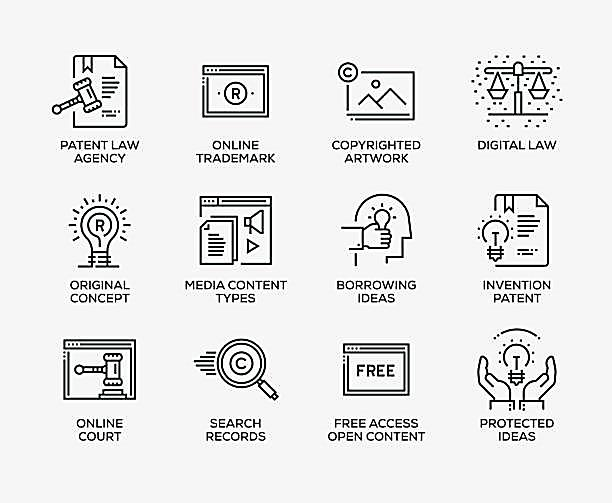 PATENT LAW
AGENCY
R
ONLINE
TRADEMARK
C
COPYRIGHTED
ARTWORK
DIGITAL LAW
R
ORIGINAL
CONCEPT
MEDIA CONTENT
TYPES
BORROWING
IDEAS
T
INVENTION
PATENT
ONLINE
COURT
C
SEARCH
RECORDS
FREE
FREE ACCESS
OPEN CONTENT
T
PROTECTED
IDEAS